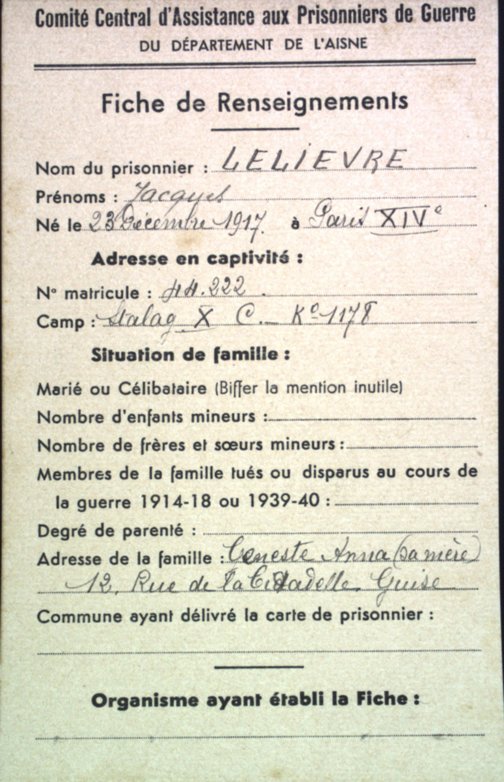 Comité Central d'Assistance aux Prisonniers de Guerre
DU DÉPARTEMENT DE L'AISNE
Fiche de Renseignements
Nom du prisonnier : LELIEVRE
Prénoms : Jacques
Né le 23 Décembre 1917 à Paris XIVe
Adresse en captivité :
No matricule : 44.222.
Camp : Stalag X C. - Ko 1178
Situation de famille :
Marié ou Célibataire (Biffer la mention inutile)
Nombre d'enfants mineurs :
Nombre de frères et sœurs mineurs :
Membres de la famille tués ou disparus au cours de
la guerre 1914-18 ou 1939-40 :
Degré de parenté :
Adresse de la famille : Anna (sa mère)
12, Rue de la Citadelle, Guise
Commune ayant délivré la carte de prisonnier :
Organisme ayant établi la Fiche :